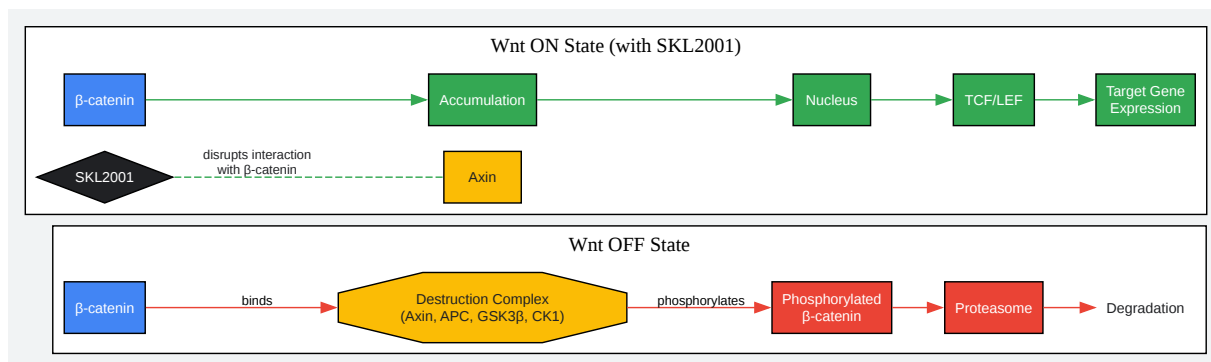 Wnt ON State (with SKL2001)
β-catenin
Accumulation
Nucleus
TCF/LEF
Target Gene
Expression
SKL2001
disrupts interaction
with β-catenin
Axin
Wnt OFF State
β-catenin
binds
Destruction Complex
(Axin, APC, GSK3β, CK1)
phosphorylates
Phosphorylated
β-catenin
Proteasome
Degradation